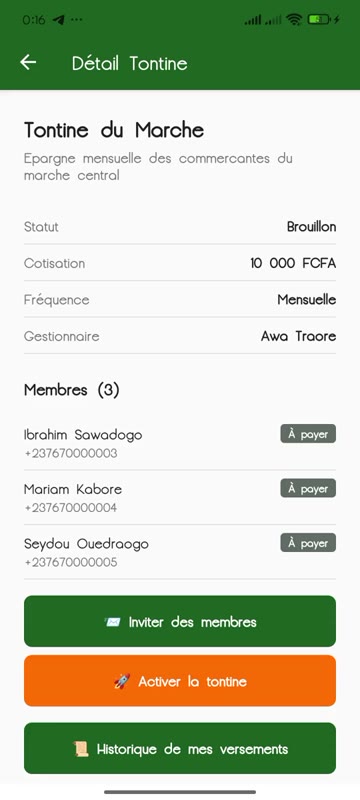 0:16
Détail Tontine
Tontine du Marche
Epargne mensuelle des commercantes du
marche central
Statut Brouillon
Cotisation 10 000 FCFA
Fréquence Mensuelle
Gestionnaire Awa Traore
Membres (3)
Ibrahim Sawadogo À payer
+237670000003
Mariam Kabore À payer
+237670000004
Seydou Ouedraogo À payer
+237670000005
📨 Inviter des membres
🚀 Activer la tontine
📜 Historique de mes versements